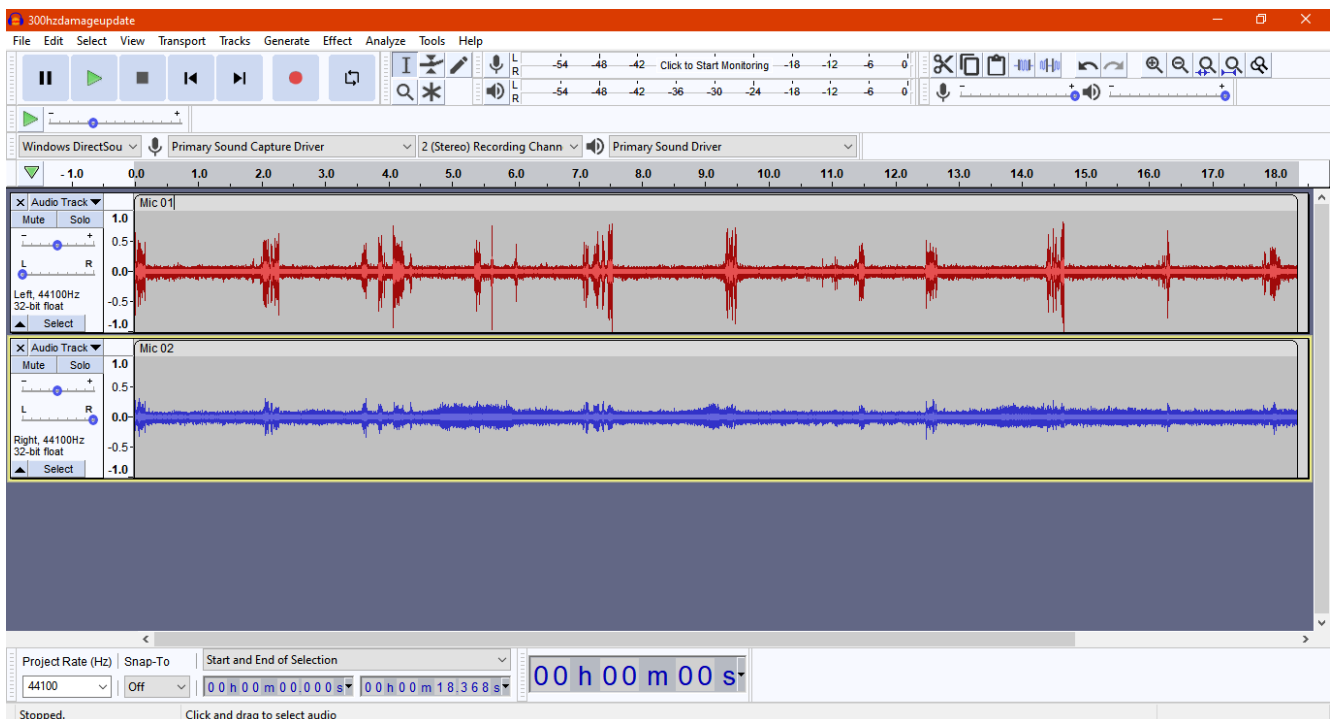 300hzdamageupdate
File Edit Select View Transport Tracks Generate Effect Analyze Tools Help
L R -54 -48 -42 Click to Start Monitoring -18 -12 -6 0
L R -54 -48 -42 -36 -30 -24 -18 -12 -6 0
- +
Windows DirectSou Primary Sound Capture Driver 2 (Stereo) Recording Chann Primary Sound Driver
- 1.0 0.0 1.0 2.0 3.0 4.0 5.0 6.0 7.0 8.0 9.0 10.0 11.0 12.0 13.0 14.0 15.0 16.0 17.0 18.0
× Audio Track Mic 01
Mute Solo 1.0
- + 0.5
L R 0.0
Left, 44100Hz
32-bit float -0.5
Select -1.0
× Audio Track Mic 02
Mute Solo 1.0
- + 0.5
L R 0.0
Right, 44100Hz
32-bit float -0.5
Select -1.0
Project Rate (Hz) Snap-To Start and End of Selection
44100 Off 00h00m00.000s 00h00m18.368s 00 h 00 m 00 s
Stopped. Click and drag to select audio